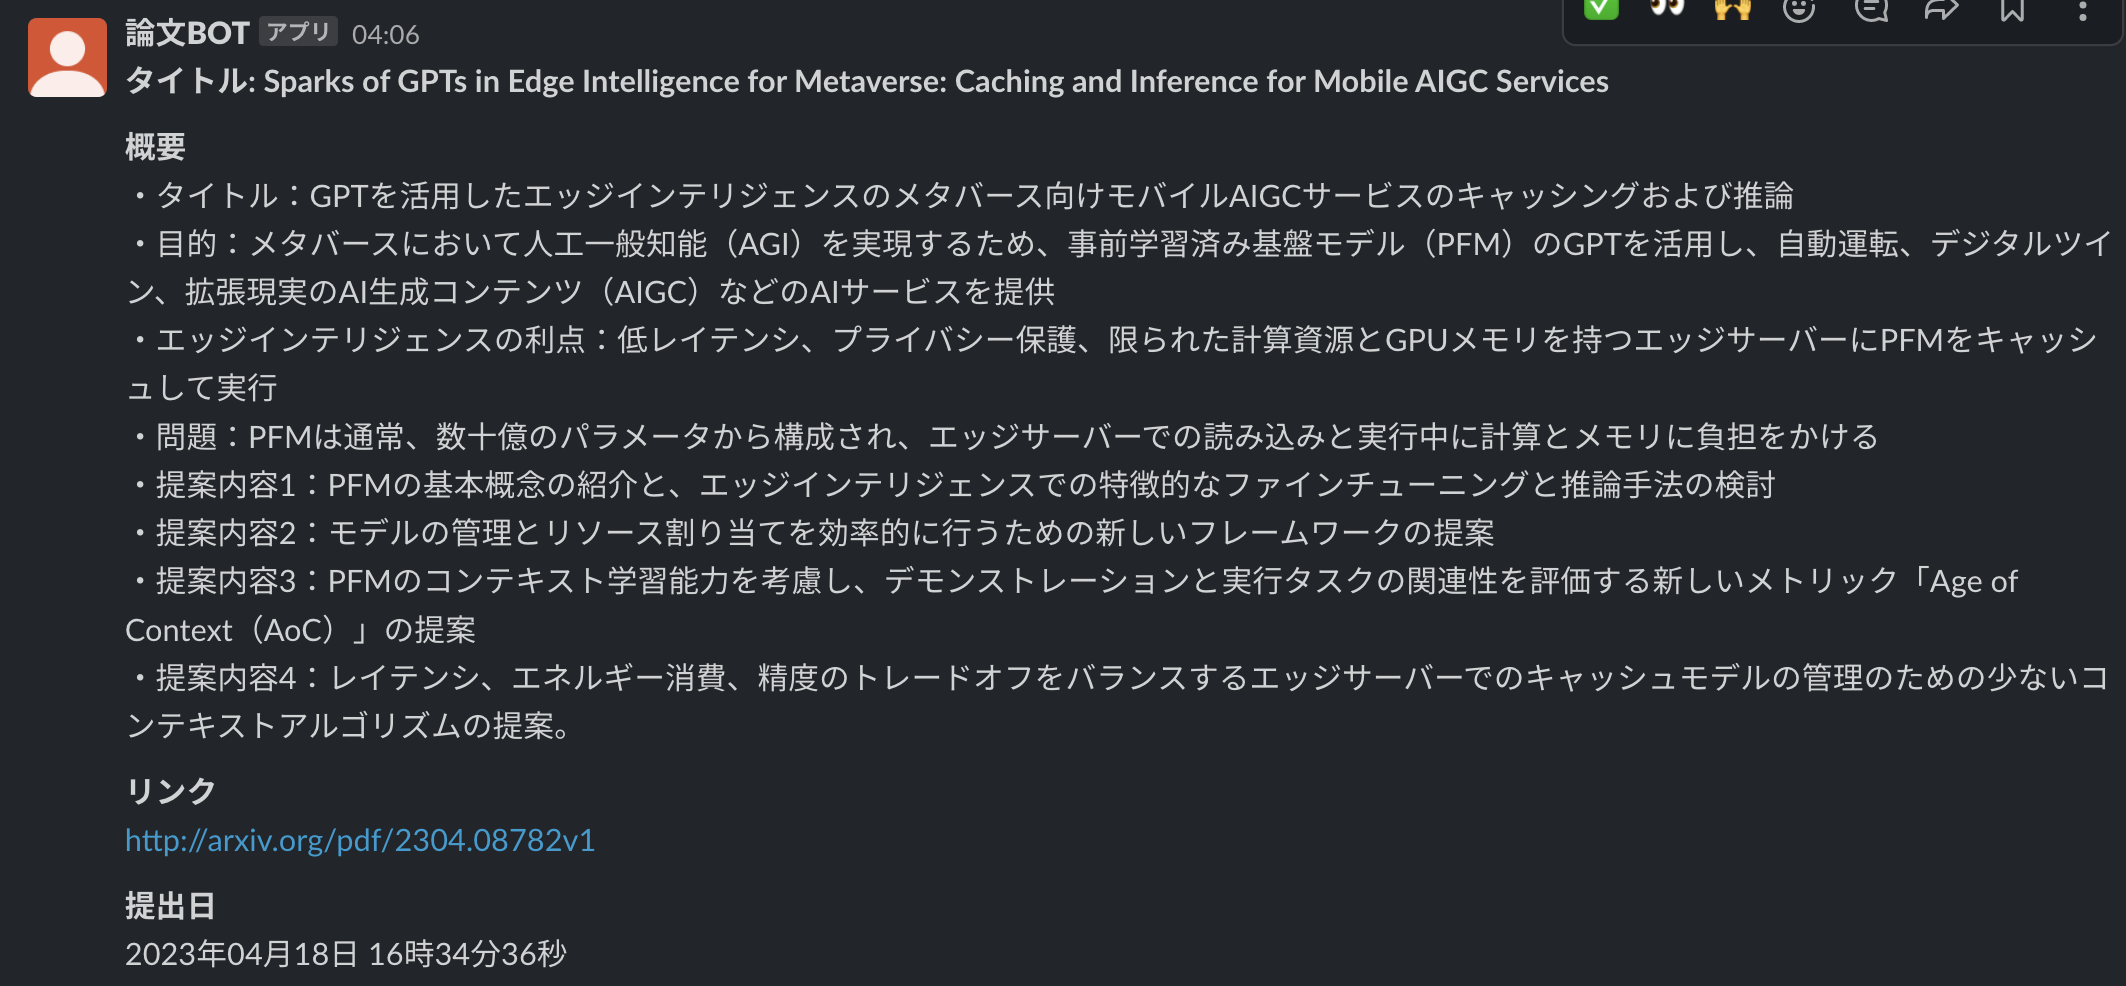 論文BOT アプリ 04:06
タイトル: Sparks of GPTs in Edge Intelligence for Metaverse: Caching and Inference for Mobile AIGC Services
概要
・タイトル：GPTを活用したエッジインテリジェンスのメタバース向けモバイルAIGCサービスのキャッシングおよび推論
・目的：メタバースにおいて人工一般知能（AGI）を実現するため、事前学習済み基盤モデル（PFM）のGPTを活用し、自動運転、デジタルツイ
ン、拡張現実のAI生成コンテンツ（AIGC）などのAIサービスを提供
・エッジインテリジェンスの利点：低レイテンシ、プライバシー保護、限られた計算資源とGPUメモリを持つエッジサーバーにPFMをキャッシ
ュして実行
・問題：PFMは通常、数十億のパラメータから構成され、エッジサーバーでの読み込みと実行中に計算とメモリに負担をかける
・提案内容1：PFMの基本概念の紹介と、エッジインテリジェンスでの特徴的なファインチューニングと推論手法の検討
・提案内容2：モデルの管理とリソース割り当てを効率的に行うための新しいフレームワークの提案
・提案内容3：PFMのコンテキスト学習能力を考慮し、デモンストレーションと実行タスクの関連性を評価する新しいメトリック「Age of
Context（AoC）」の提案
・提案内容4：レイテンシ、エネルギー消費、精度のトレードオフをバランスするエッジサーバーでのキャッシュモデルの管理のための少ないコ
ンテキストアルゴリズムの提案。
リンク
http://arxiv.org/pdf/2304.08782v1
提出日
2023年04月18日 16時34分36秒